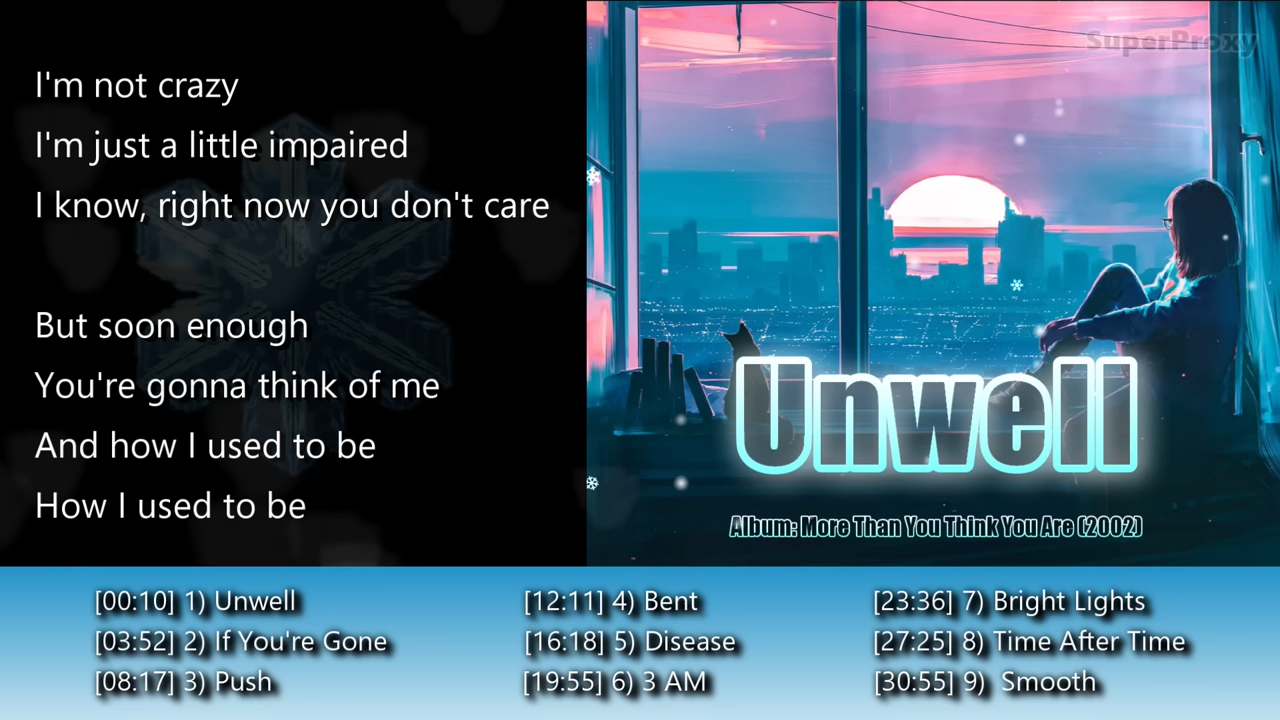 I'm not crazy
I'm just a little impaired
I know, right now you don't care
But soon enough
You're gonna think of me
And how I used to be
How I used to be
SuperProxy
Unwell
Album: More Than You Think You Are (2002)
[00:10] 1) Unwell
[03:52] 2) If You're Gone
[08:17] 3) Push
[12:11] 4) Bent
[16:18] 5) Disease
[19:55] 6) 3 AM
[23:36] 7) Bright Lights
[27:25] 8) Time After Time
[30:55] 9)  Smooth